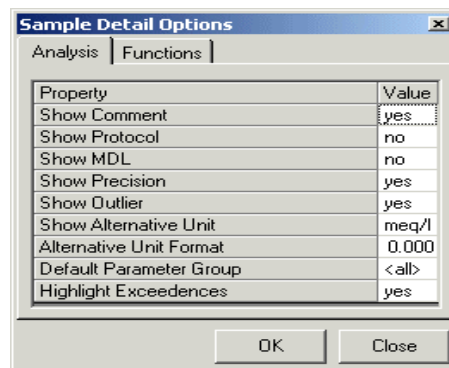 Sample Detail Options
Analysis Functions
Property Value
Show Comment yes
Show Protocol no
Show MDL no
Show Precision yes
Show Outlier yes
Show Alternative Unit meq/l
Alternative Unit Format 0.000
Default Parameter Group <all>
Highlight Exceedences yes
OK Close